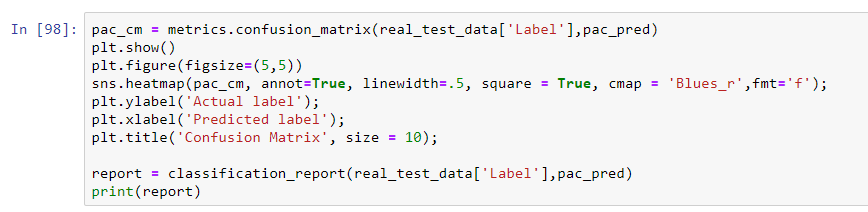 In [98]: pac_cm = metrics.confusion_matrix(real_test_data['Label'],pac_pred)
plt.show()
plt.figure(figsize=(5,5))
sns.heatmap(pac_cm, annot=True, linewidth=.5, square = True, cmap = 'Blues_r',fmt='f');
plt.ylabel('Actual label');
plt.xlabel('Predicted label');
plt.title('Confusion Matrix', size = 10);

report = classification_report(real_test_data['Label'],pac_pred)
print(report)